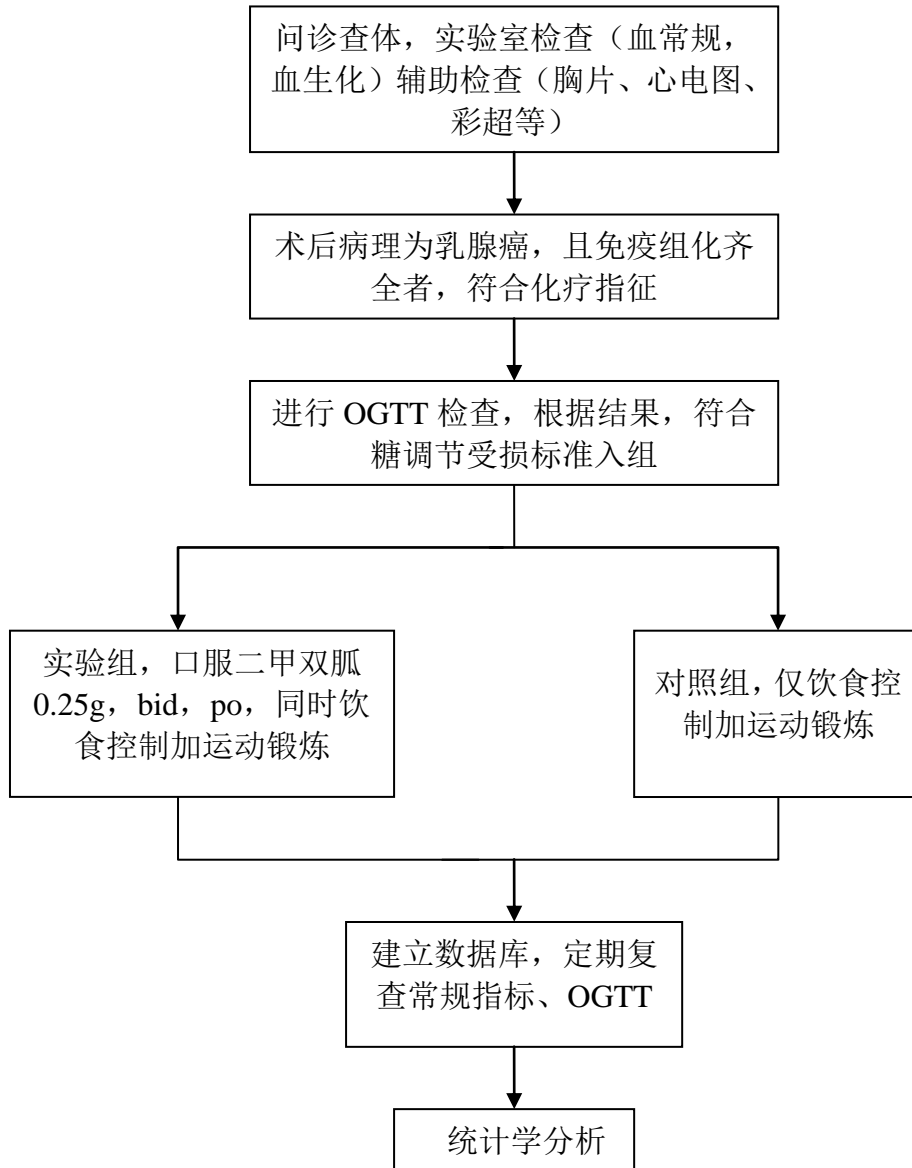 问诊查体，实验室检查（血常规，
血生化）辅助检查（胸片、心电图、
彩超等）
术后病理为乳腺癌，且免疫组化齐
全者，符合化疗指征
进行 OGTT 检查，根据结果，符合
糖调节受损标准入组
实验组，口服二甲双胍
0.25g，bid，po，同时饮
食控制加运动锻炼
对照组，仅饮食控
制加运动锻炼
建立数据库，定期复
查常规指标、OGTT
统计学分析